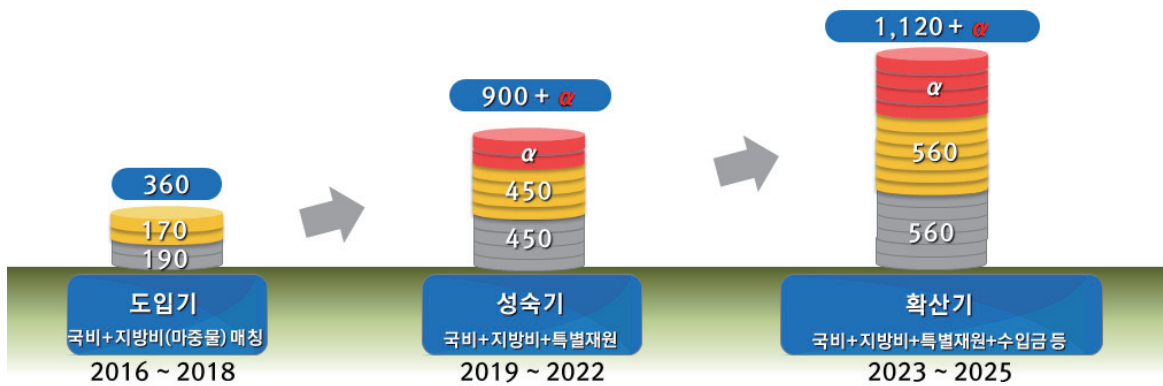 360
170
190
도입기
국비+지방비(마중물) 매칭
2016 ~ 2018
900 + α
α
450
450
성숙기
국비+지방비+특별재원
2019 ~ 2022
1,120 + α
α
560
560
확산기
국비+지방비+특별재원+수입금 등
2023 ~ 2025